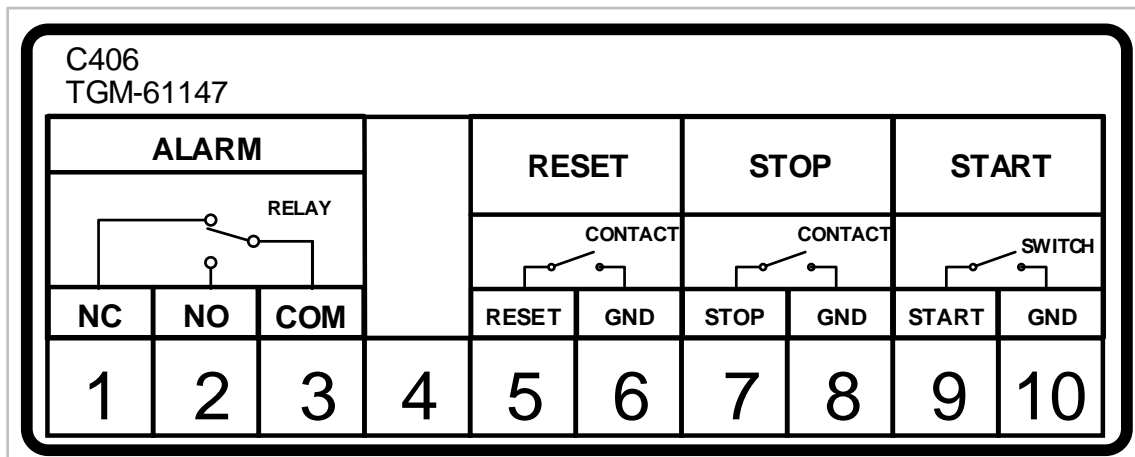 C406
TGM-61147
ALARM
RESET STOP START
RELAY
CONTACT CONTACT SWITCH
NC NO COM RESET GND STOP GND START GND
1 2 3 4 5 6 7 8 9 10